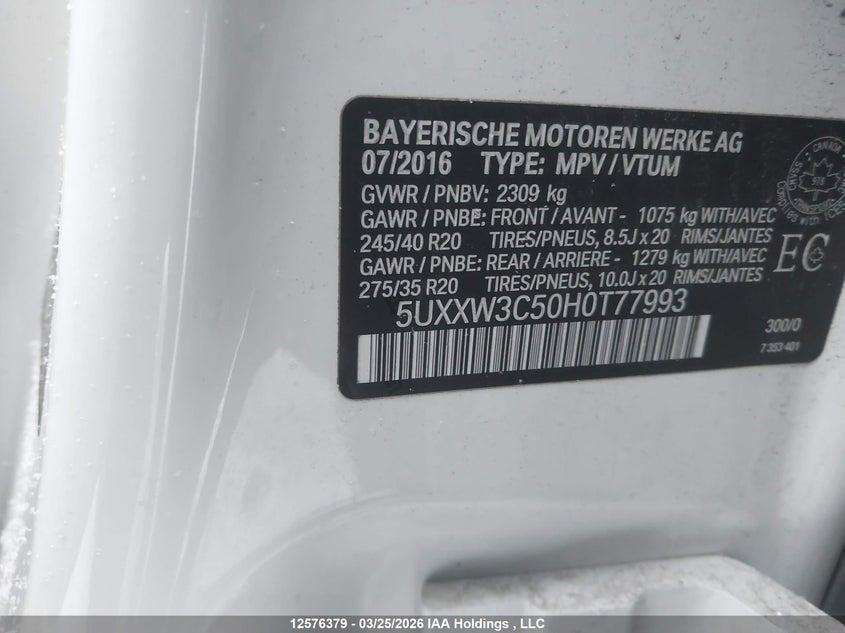 BAYERISCHE MOTOREN WERKE AG
07/2016 TYPE: MPV / VTUM
GVWR / PNBV: 2309 kg
GAWR / PNBE: FRONT / AVANT - 1075 kg WITH/AVEC
245/40 R20 TIRES/PNEUS, 8.5J x 20 RIMS/JANTES
GAWR / PNBE: REAR / ARRIERE - 1279 kg WITH/AVEC
275/35 R20 TIRES/PNEUS, 10.0J x 20 RIMS/JANTES
CANADA
EC
5UXXW3C50H0T77993
300/0
7 353 401
12576379 - 03/25/2026 IAA Holdings , LLC